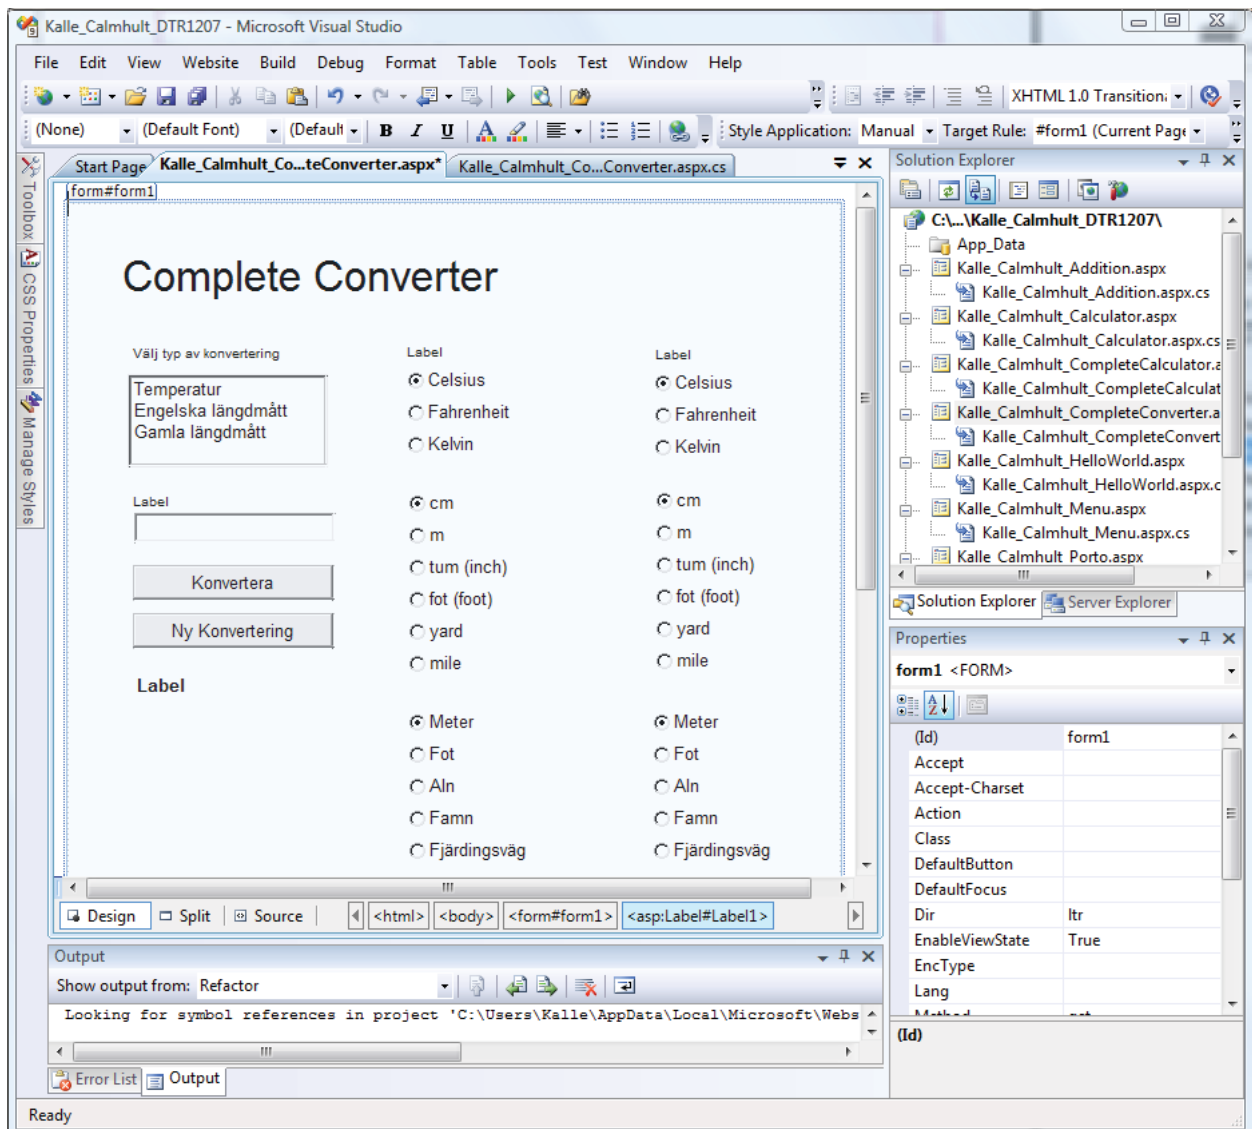 Kalle_Calmhult_DTR1207 - Microsoft Visual Studio
File Edit View Website Build Debug Format Table Tools Test Window Help
XHTML 1.0 Transition
(None) (Default Font) (Default B I U A Style Application: Manual Target Rule: #form1 (Current Page
Toolbox
CSS Properties
Manage Styles
Start Page Kalle_Calmhult_Co...teConverter.aspx* Kalle_Calmhult_Co...Converter.aspx.cs
form#form1
Complete Converter
Välj typ av konvertering
Temperatur
Engelska längdmått
Gamla längdmått
Label
Konvertera
Ny Konvertering
Label
Label
Celsius
Fahrenheit
Kelvin
cm
m
tum (inch)
fot (foot)
yard
mile
Meter
Fot
Aln
Famn
Fjärdingsväg
Label
Celsius
Fahrenheit
Kelvin
cm
m
tum (inch)
fot (foot)
yard
mile
Meter
Fot
Aln
Famn
Fjärdingsväg
Design Split Source <html> <body> <form#form1> <asp:Label#Label1>
Output
Show output from: Refactor
Looking for symbol references in project 'C:\Users\Kalle\AppData\Local\Microsoft\Webs
Error List Output
Ready
Solution Explorer
C:\...\Kalle_Calmhult_DTR1207\
App_Data
Kalle_Calmhult_Addition.aspx
Kalle_Calmhult_Addition.aspx.cs
Kalle_Calmhult_Calculator.aspx
Kalle_Calmhult_Calculator.aspx.cs
Kalle_Calmhult_CompleteCalculator.a
Kalle_Calmhult_CompleteCalculat
Kalle_Calmhult_CompleteConverter.a
Kalle_Calmhult_CompleteConvert
Kalle_Calmhult_HelloWorld.aspx
Kalle_Calmhult_HelloWorld.aspx.c
Kalle_Calmhult_Menu.aspx
Kalle_Calmhult_Menu.aspx.cs
Kalle_Calmhult_Porto.aspx
Solution Explorer Server Explorer
Properties
form1 <FORM>
(Id) form1
Accept
Accept-Charset
Action
Class
DefaultButton
DefaultFocus
Dir ltr
EnableViewState True
EncType
Lang
Method
(Id)